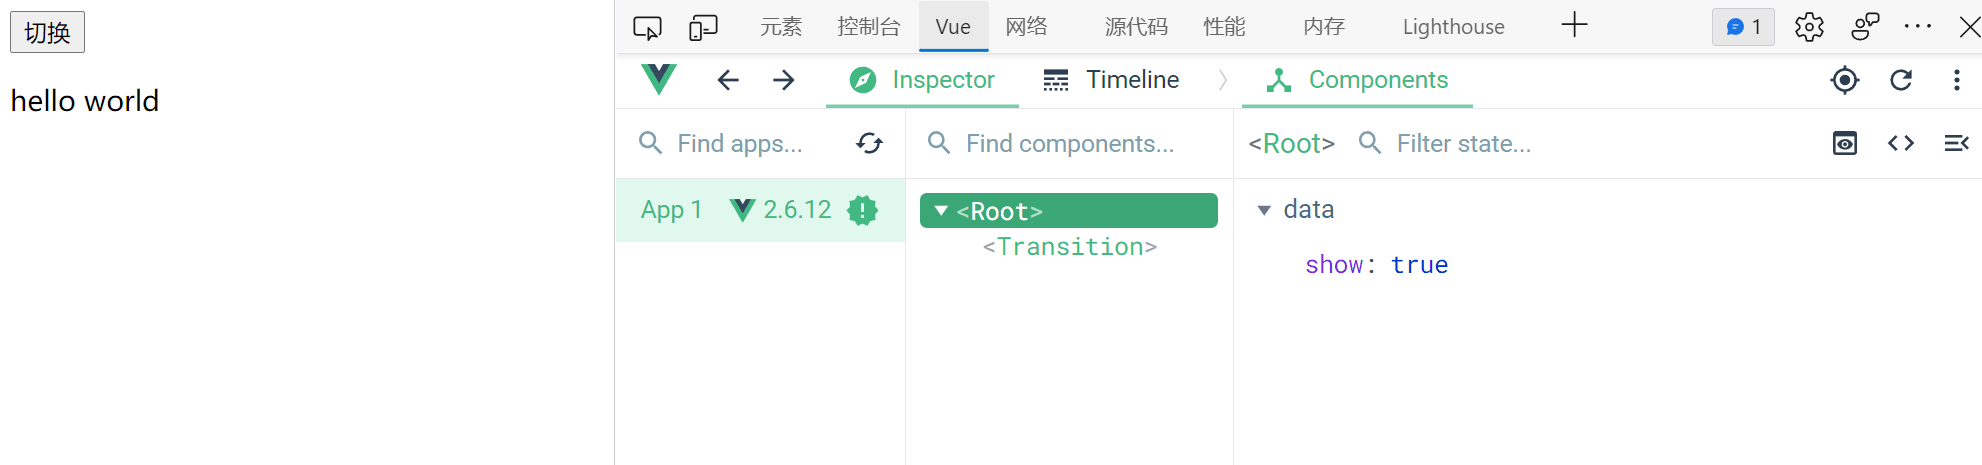 切换
hello world
元素 控制台 Vue 网络 源代码 性能 内存 Lighthouse 1
Inspector Timeline Components
Find apps... Find components... <Root> Filter state...
App 1 2.6.12 <Root> data
<Transition>
show: true